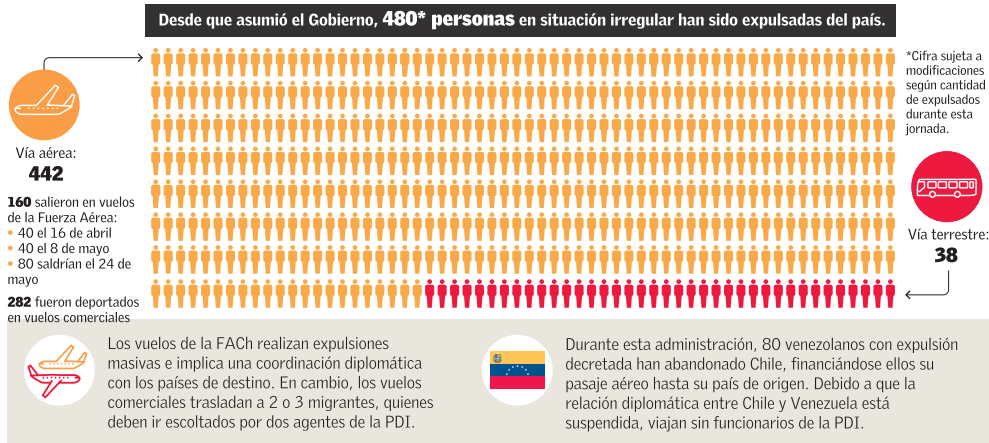 Desde que asumió el Gobierno, 480* personas en situación irregular han sido expulsadas del país.
Vía aérea:
442
160 salieron en vuelos
de la Fuerza Aérea:
• 40 el 16 de abril
• 40 el 8 de mayo
• 80 saldrían el 24 de
mayo
282 fueron deportados
en vuelos comerciales
*Cifra sujeta a
modificaciones
según cantidad
de expulsados
durante esta
jornada.
Vía terrestre:
38
Los vuelos de la FACh realizan expulsiones
masivas e implica una coordinación diplomática
con los países de destino. En cambio, los vuelos
comerciales trasladan a 2 o 3 migrantes, quienes
deben ir escoltados por dos agentes de la PDI.
Durante esta administración, 80 venezolanos con expulsión
decretada han abandonado Chile, financiándose ellos su
pasaje aéreo hasta su país de origen. Debido a que la
relación diplomática entre Chile y Venezuela está
suspendida, viajan sin funcionarios de la PDI.